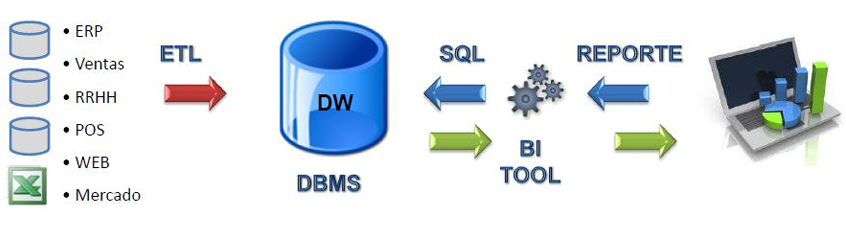 • ERP
• Ventas
• RRHH
• POS
• WEB
• Mercado
ETL
DW
DBMS
SQL
BI
TOOL
REPORTE